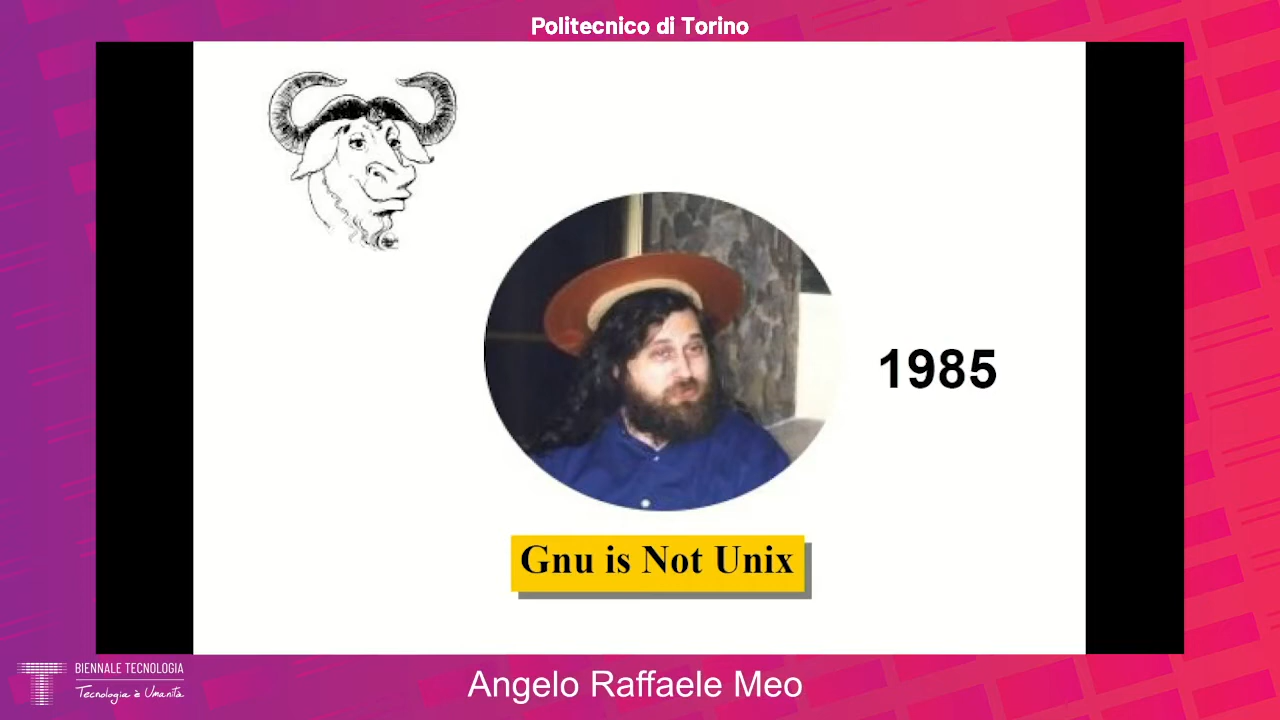 Politecnico di Torino
1985
Gnu is Not Unix
BIENNALE TECNOLOGIA
Tecnologia è Umanità
Angelo Raffaele Meo